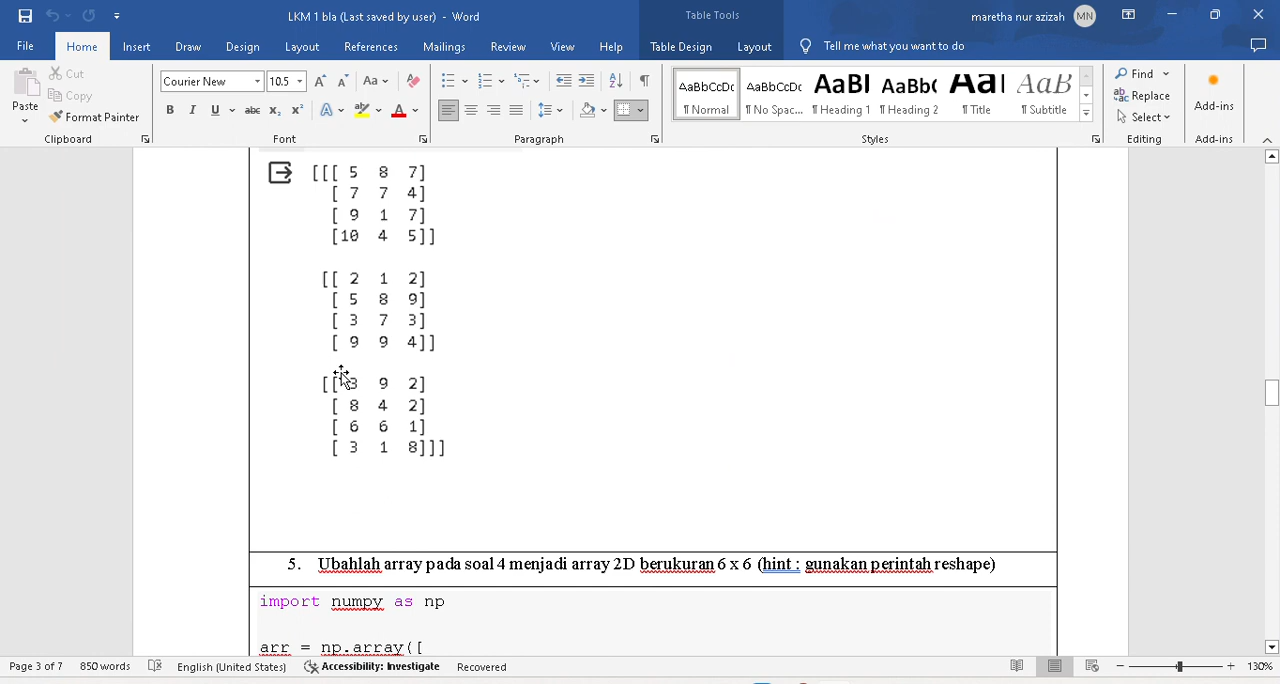 LKM 1 bla (Last saved by user) - Word
Table Tools
maretha nur azizah
MN
File Home Insert Draw Design Layout References Mailings Review View Help Table Design Layout Tell me what you want to do
Paste
Cut
Copy
Format Painter
Clipboard
Courier New 10.5
Font
Paragraph
AaBbCcDc AaBbCcDc AaBl AaBb( AaI AaB
¶ Normal ¶ No Spac... ¶ Heading 1 ¶ Heading 2 ¶ Title ¶ Subtitle
Styles
Find
Replace
Select
Editing
Add-ins
Add-ins
[[[ 5 8 7]
[ 7 7 4]
[ 9 1 7]
[10 4 5]]
[[ 2 1 2]
[ 5 8 9]
[ 3 7 3]
[ 9 9 4]]
[[ 3 9 2]
[ 8 4 2]
[ 6 6 1]
[ 3 1 8]]]
5. Ubahlah array pada soal 4 menjadi array 2D berukuran 6 x 6 (hint : gunakan perintah reshape)
import numpy as np
arr = np.array([
Page 3 of 7 850 words English (United States) Accessibility: Investigate Recovered 130%